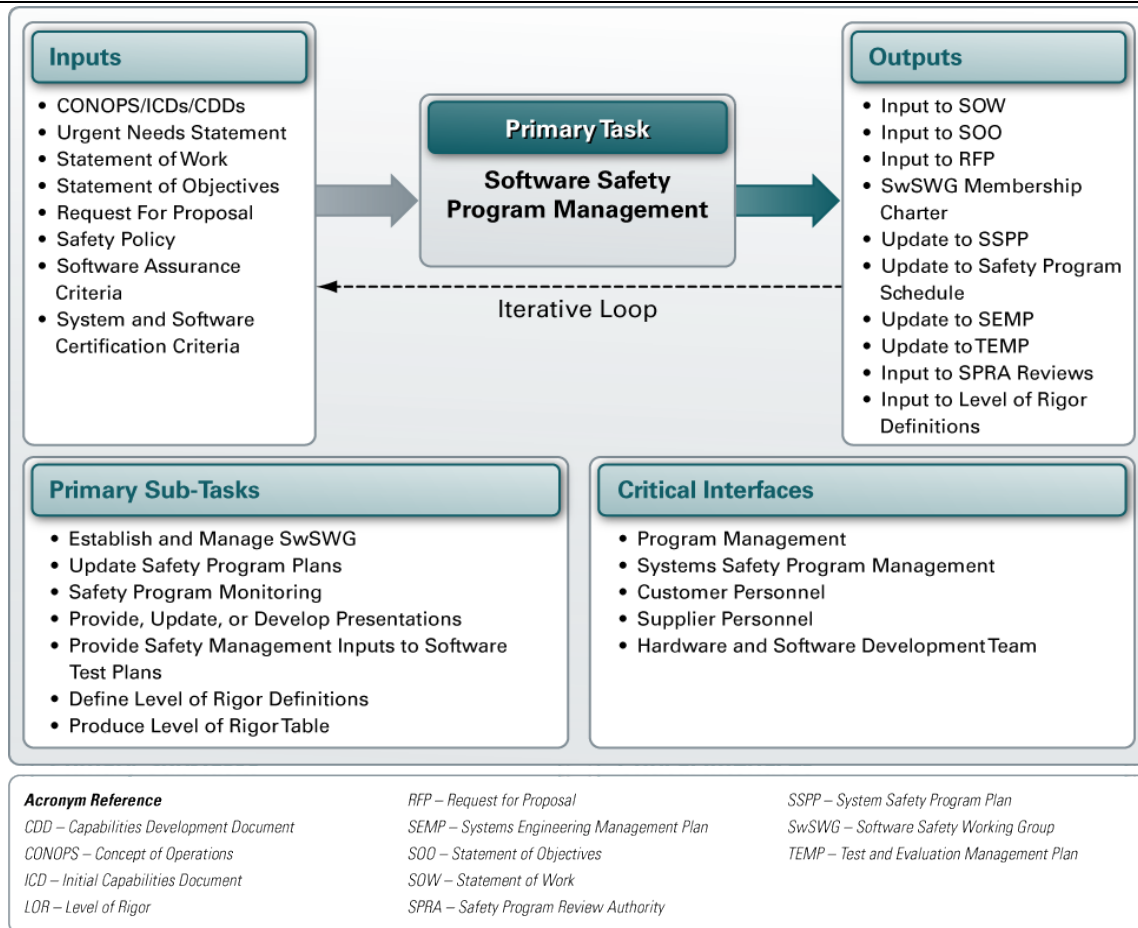 Inputs
• CONOPS/ICDs/CDDs
• Urgent Needs Statement
• Statement of Work
• Statement of Objectives
• Request For Proposal
• Safety Policy
• Software Assurance
Criteria
• System and Software
Certification Criteria
Primary Task
Software Safety
Program Management
Iterative Loop
Outputs
• Input to SOW
• Input to SOO
• Input to RFP
• SwSWG Membership
Charter
• Update to SSPP
• Update to Safety Program
Schedule
• Update to SEMP
• Update to TEMP
• Input to SPRA Reviews
• Input to Level of Rigor
Definitions
Primary Sub-Tasks
• Establish and Manage SwSWG
• Update Safety Program Plans
• Safety Program Monitoring
• Provide, Update, or Develop Presentations
• Provide Safety Management Inputs to Software
Test Plans
• Define Level of Rigor Definitions
• Produce Level of Rigor Table
Critical Interfaces
• Program Management
• Systems Safety Program Management
• Customer Personnel
• Supplier Personnel
• Hardware and Software Development Team
Acronym Reference
CDD – Capabilities Development Document
CONOPS – Concept of Operations
ICD – Initial Capabilities Document
LOR – Level of Rigor
RFP – Request for Proposal
SEMP – Systems Engineering Management Plan
SOO – Statement of Objectives
SOW – Statement of Work
SPRA – Safety Program Review Authority
SSPP – System Safety Program Plan
SwSWG – Software Safety Working Group
TEMP – Test and Evaluation Management Plan